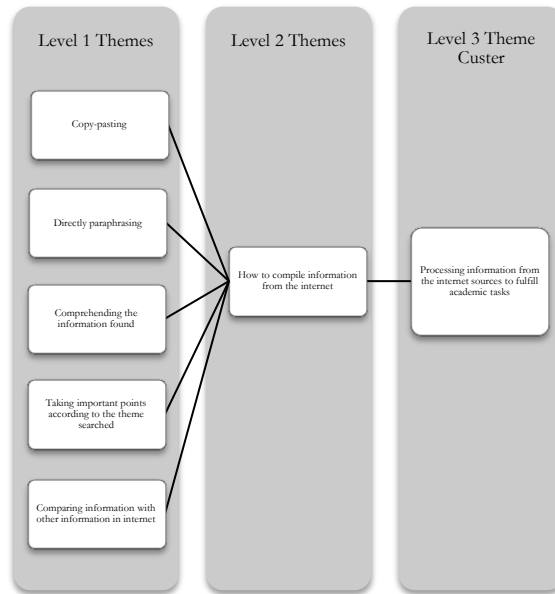 Level 1 Themes
Level 2 Themes
Level 3 Theme
Custer
Copy-pasting
Directly paraphrasing
Comprehending the
information found
Taking important points
according to the theme
searched
Comparing information with
other information in internet
How to compile information
from the internet
Processing information from
the internet sources to fulfill
academic tasks